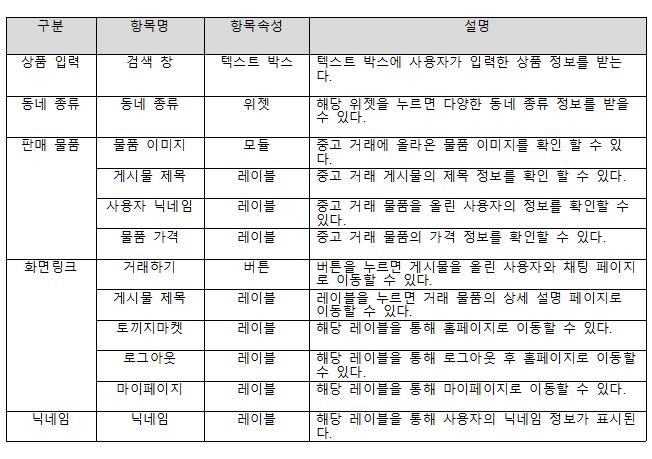 구분 항목명 항목속성 설명
상품 입력 검색 창 텍스트 박스 텍스트 박스에 사용자가 입력한 상품 정보를 받는
다.
동네 종류 동네 종류 위젯 해당 위젯을 누르면 다양한 동네 종류 정보를 받을
수 있다.
판매 물품 물품 이미지 모듈 중고 거래에 올라온 물품 이미지를 확인 할 수 있
다.
게시물 제목 레이블 중고 거래 게시물의 제목 정보를 확인 할 수 있다.
사용자 닉네임 레이블 중고 거래 물품을 올린 사용자의 정보를 확인할 수
있다.
물품 가격 레이블 중고 거래 물품의 가격 정보를 확인할 수 있다.
화면링크 거래하기 버튼 버튼을 누르면 게시물을 올린 사용자와 채팅 페이지
로 이동할 수 있다.
게시물 제목 레이블 레이블을 누르면 거래 물품의 상세 설명 페이지로
이동할 수 있다.
토끼지마켓 레이블 해당 레이블을 통해 홈페이지로 이동할 수 있다.
로그아웃 레이블 해당 레이블을 통해 로그아웃 후 홈페이지로 이동할
수 있다.
마이페이지 레이블 해당 레이블을 통해 마이페이지로 이동할 수 있다.
닉네임 닉네임 레이블 해당 레이블을 통해 사용자의 닉네임 정보가 표시된
다.